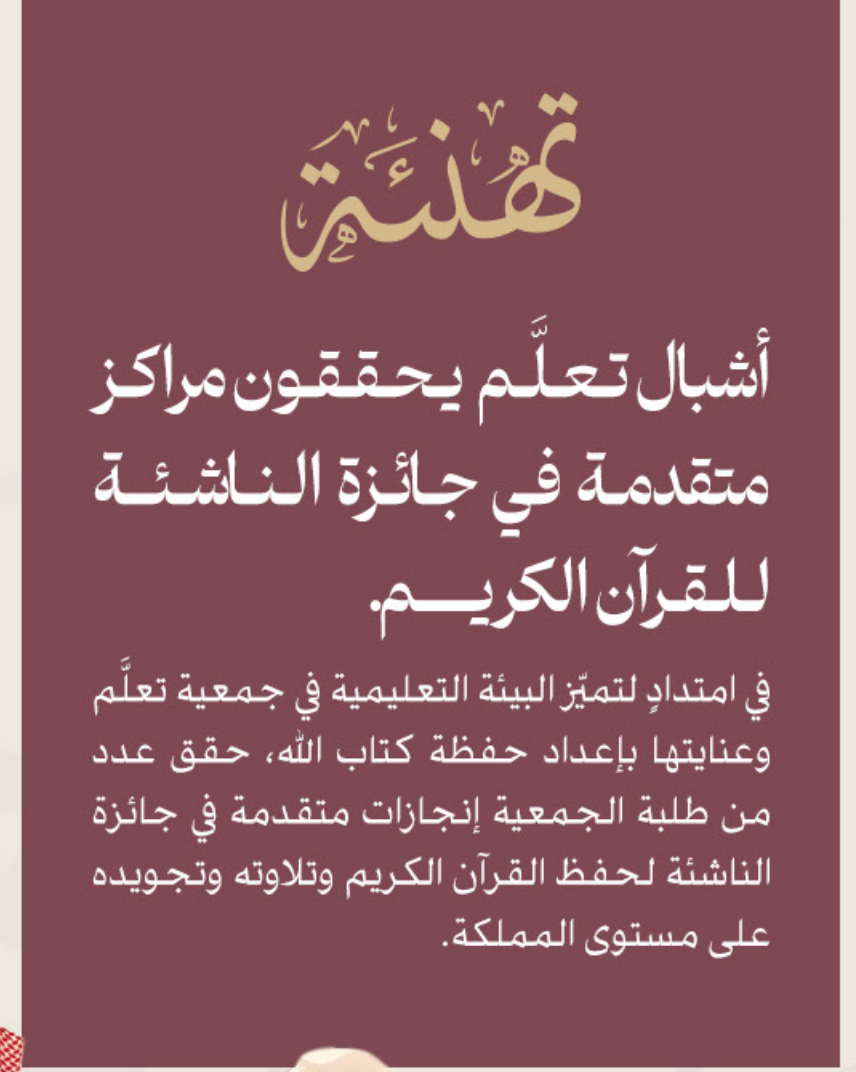 تهنئة
أشبال تعلَّم يحققون مراكز
متقدمة في جائزة الناشئة
للقرآن الكريم.
في امتدادٍ لتميّز البيئة التعليمية في جمعية تعلَّم
وعنايتها بإعداد حفظة كتاب الله، حقق عدد
من طلبة الجمعية إنجازات متقدمة في جائزة
الناشئة لحفظ القرآن الكريم وتلاوته وتجويده
على مستوى المملكة.